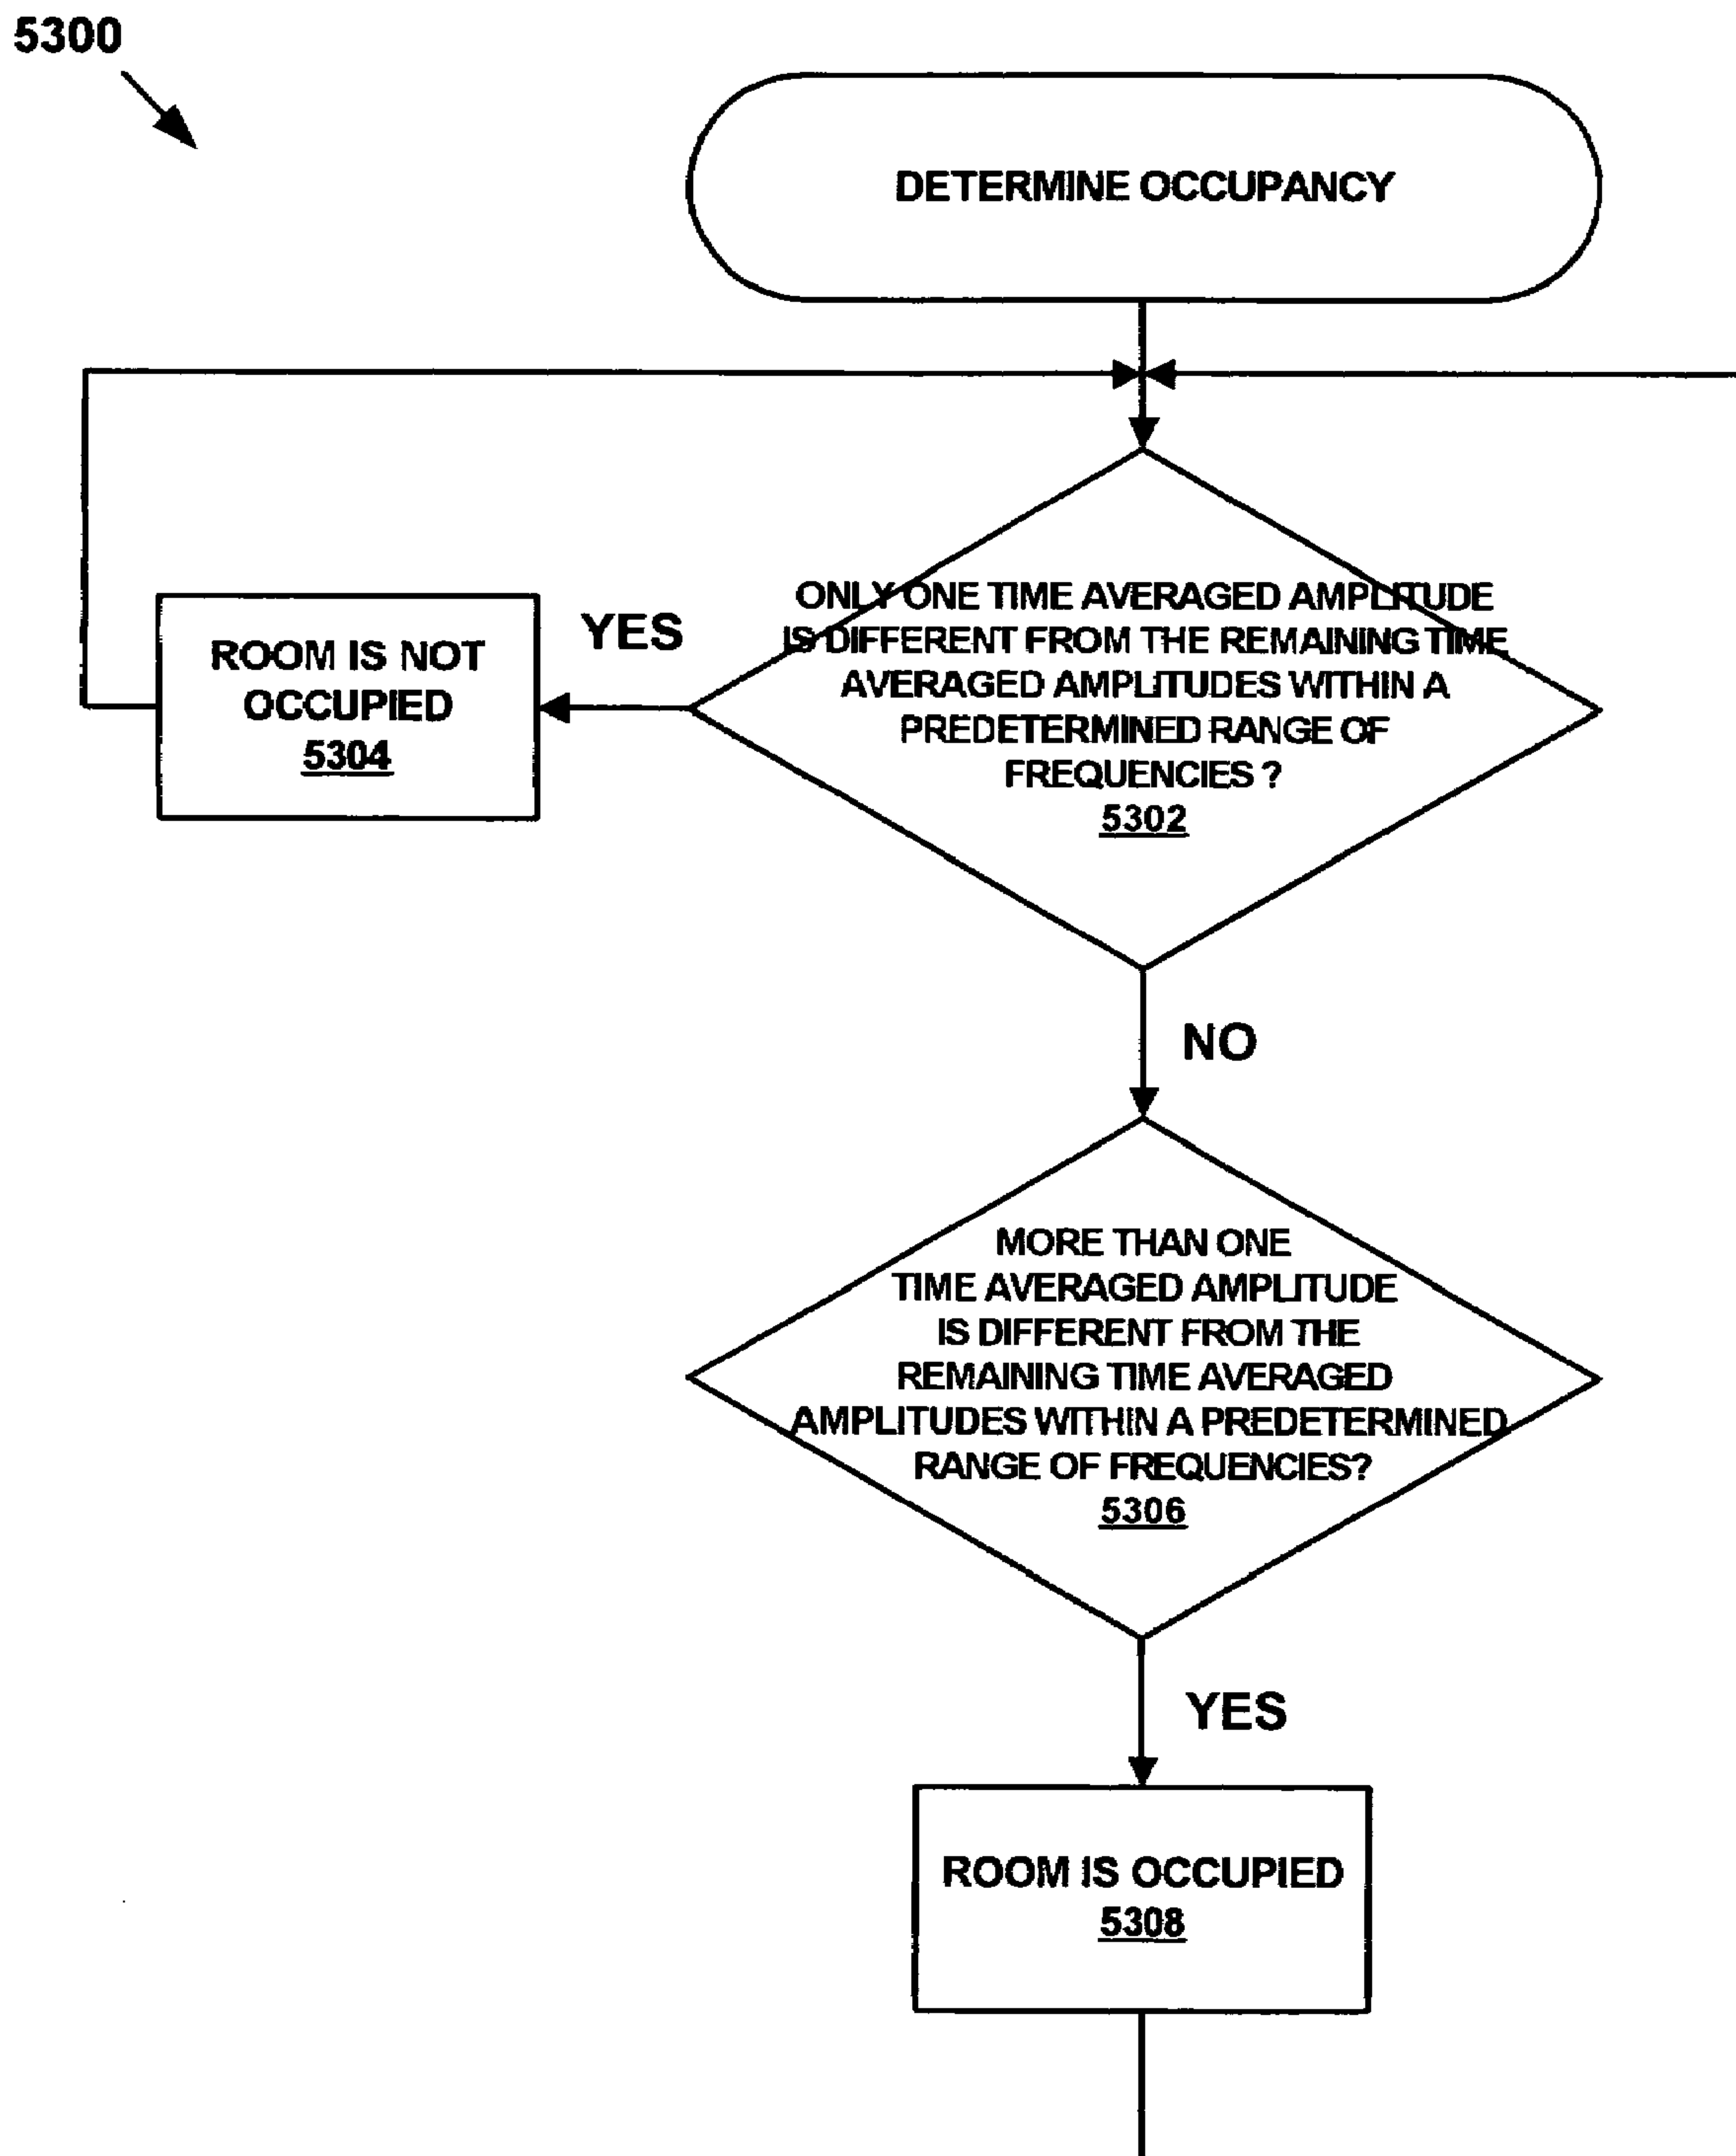 5300
DETERMINE OCCUPANCY
ONLY ONE TIME AVERAGED AMPLITUDE
IS DIFFERENT FROM THE REMAINING TIME
AVERAGED AMPLITUDES WITHIN A
PREDETERMINED RANGE OF
FREQUENCIES ?
5302
YES
ROOM IS NOT
OCCUPIED
5304
NO
MORE THAN ONE
TIME AVERAGED AMPLITUDE
IS DIFFERENT FROM THE
REMAINING TIME AVERAGED
AMPLITUDES WITHIN A PREDETERMINED
RANGE OF FREQUENCIES?
5306
YES
ROOM IS OCCUPIED
5308